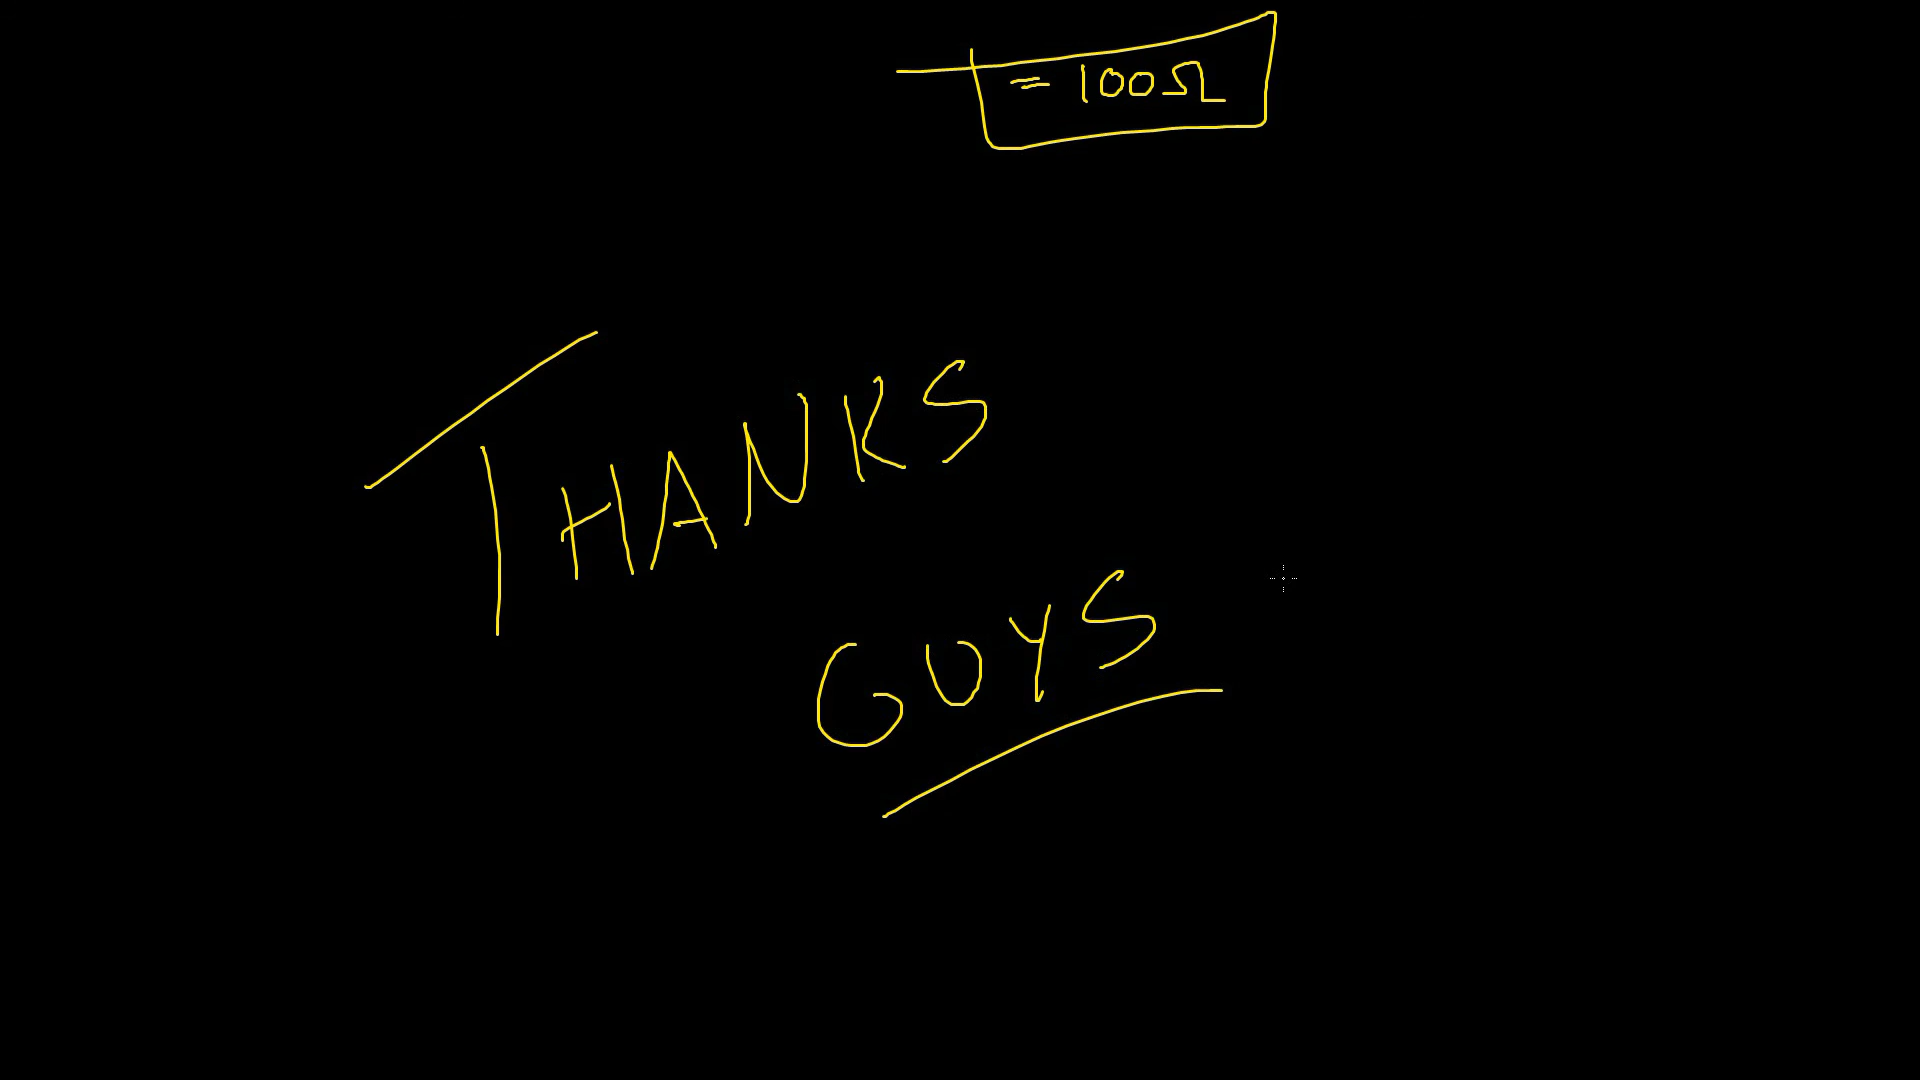 = 100Ω
THANKS
GUYS